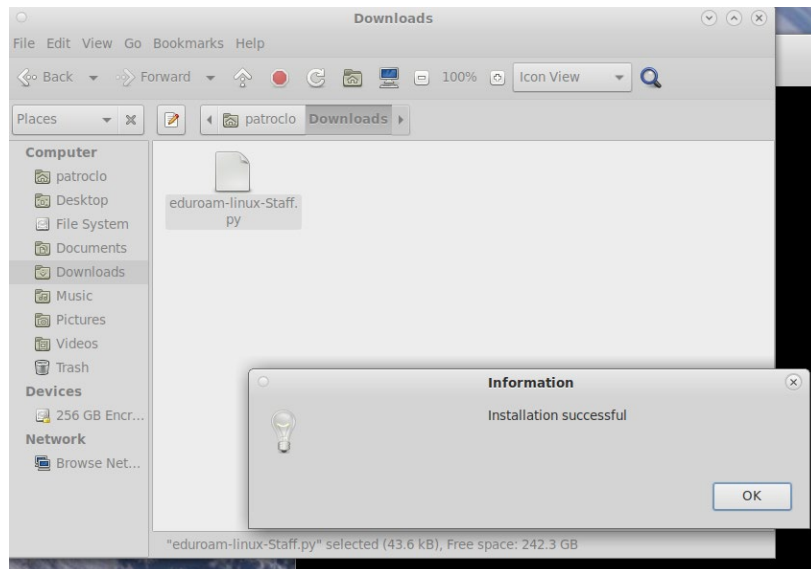 Downloads
File Edit View Go Bookmarks Help
Back Forward 100% Icon View
Places patroclo Downloads
Computer
patroclo
Desktop
File System
Documents
Downloads
Music
Pictures
Videos
Trash
Devices
256 GB Encr...
Network
Browse Net...
eduroam-linux-Staff.
py
Information
Installation successful
OK
"eduroam-linux-Staff.py" selected (43.6 kB), Free space: 242.3 GB